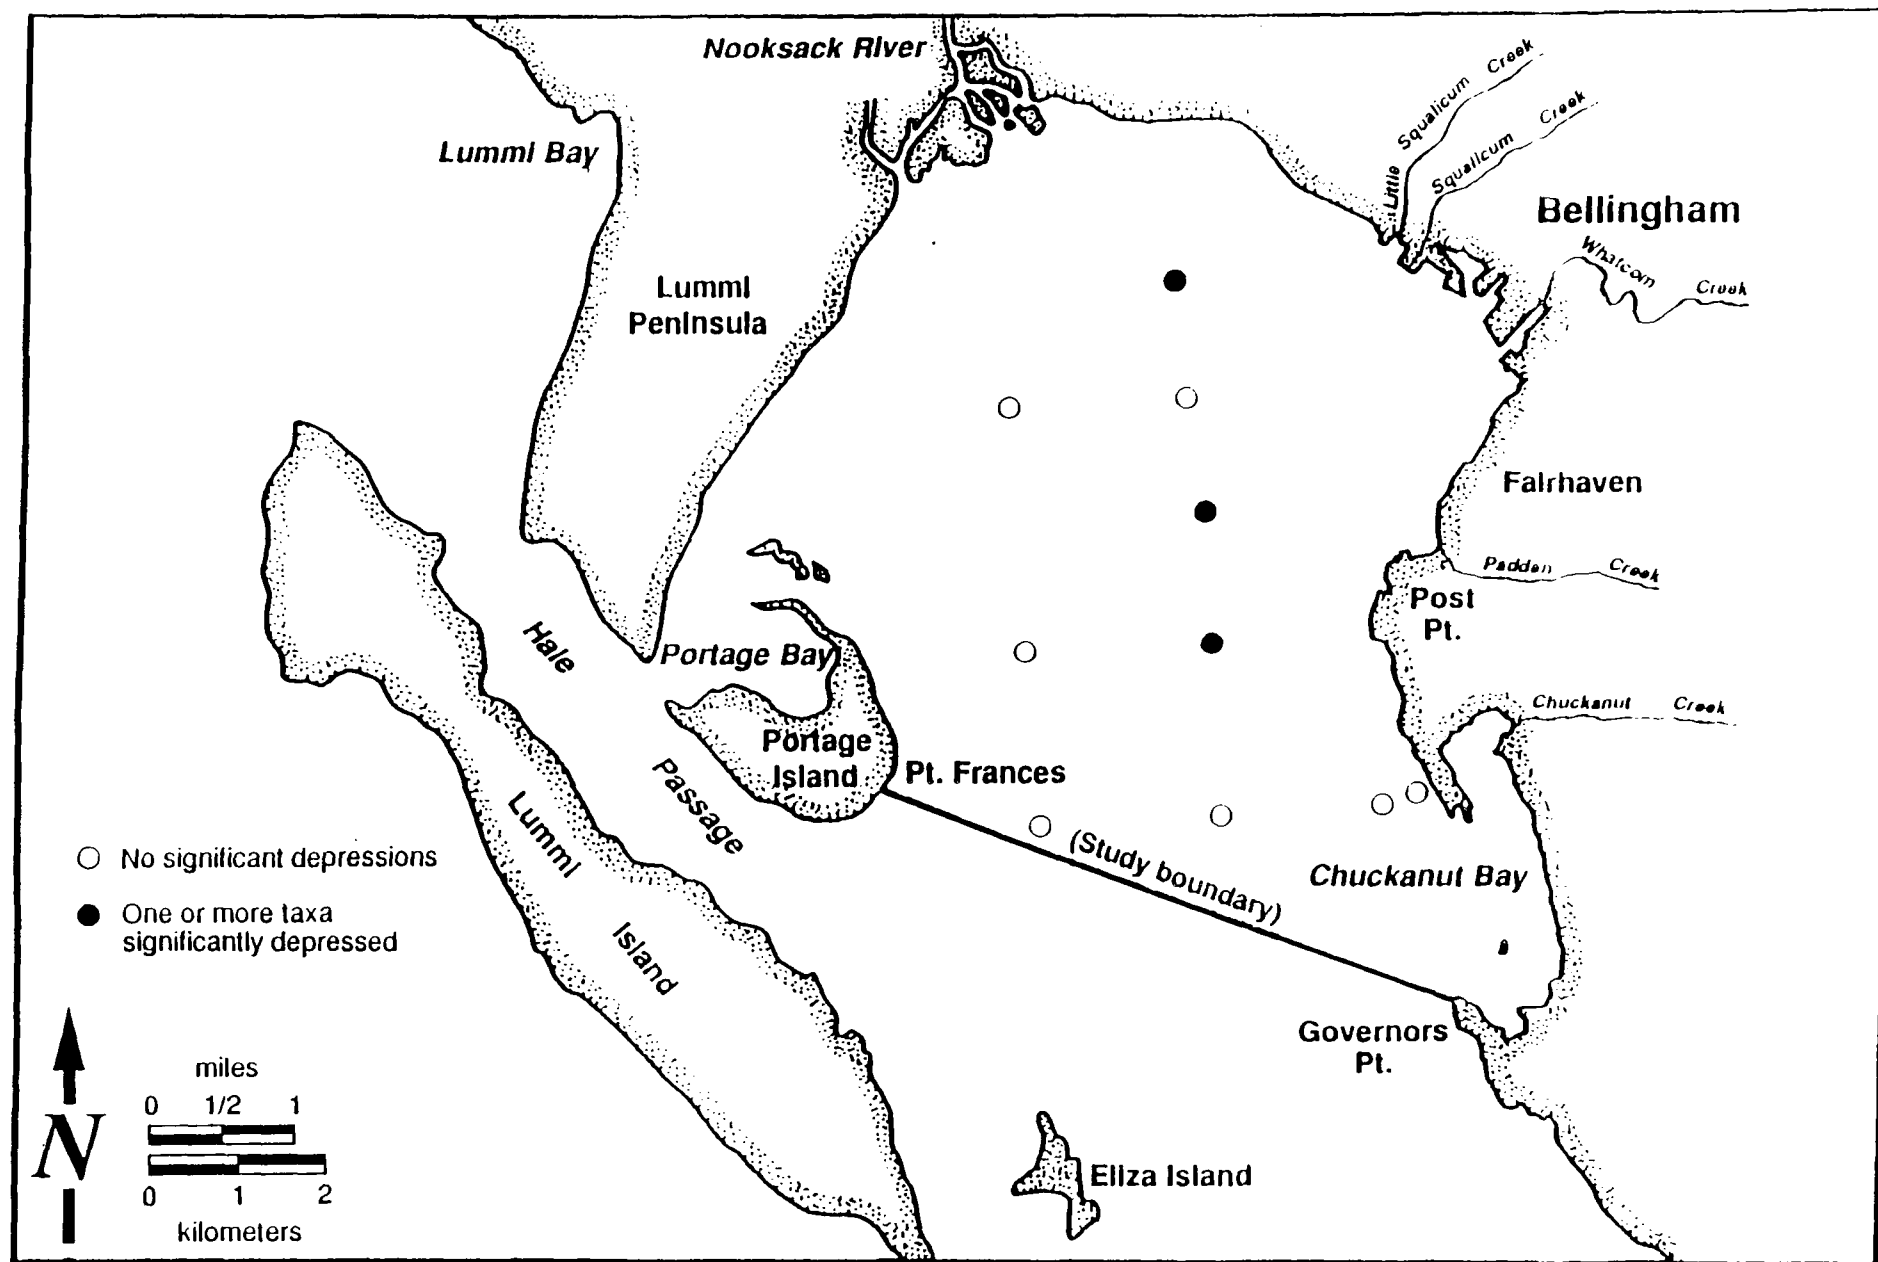 Nooksack River
Little Squalicum Creek
Squalicum Creek
Lummi Bay
Bellingham
Whatcom Creek
Lummi
Peninsula
Fairhaven
Padden Creek
Post
Pt.
Hale Passage
Portage Bay
Chuckanut Creek
Portage
Island
Pt. Frances
Lummi Island
(Study boundary)
Chuckanut Bay
No significant depressions
One or more taxa
significantly depressed
Governors
Pt.
miles
0 1/2 1
N
0 1 2
kilometers
Eliza Island